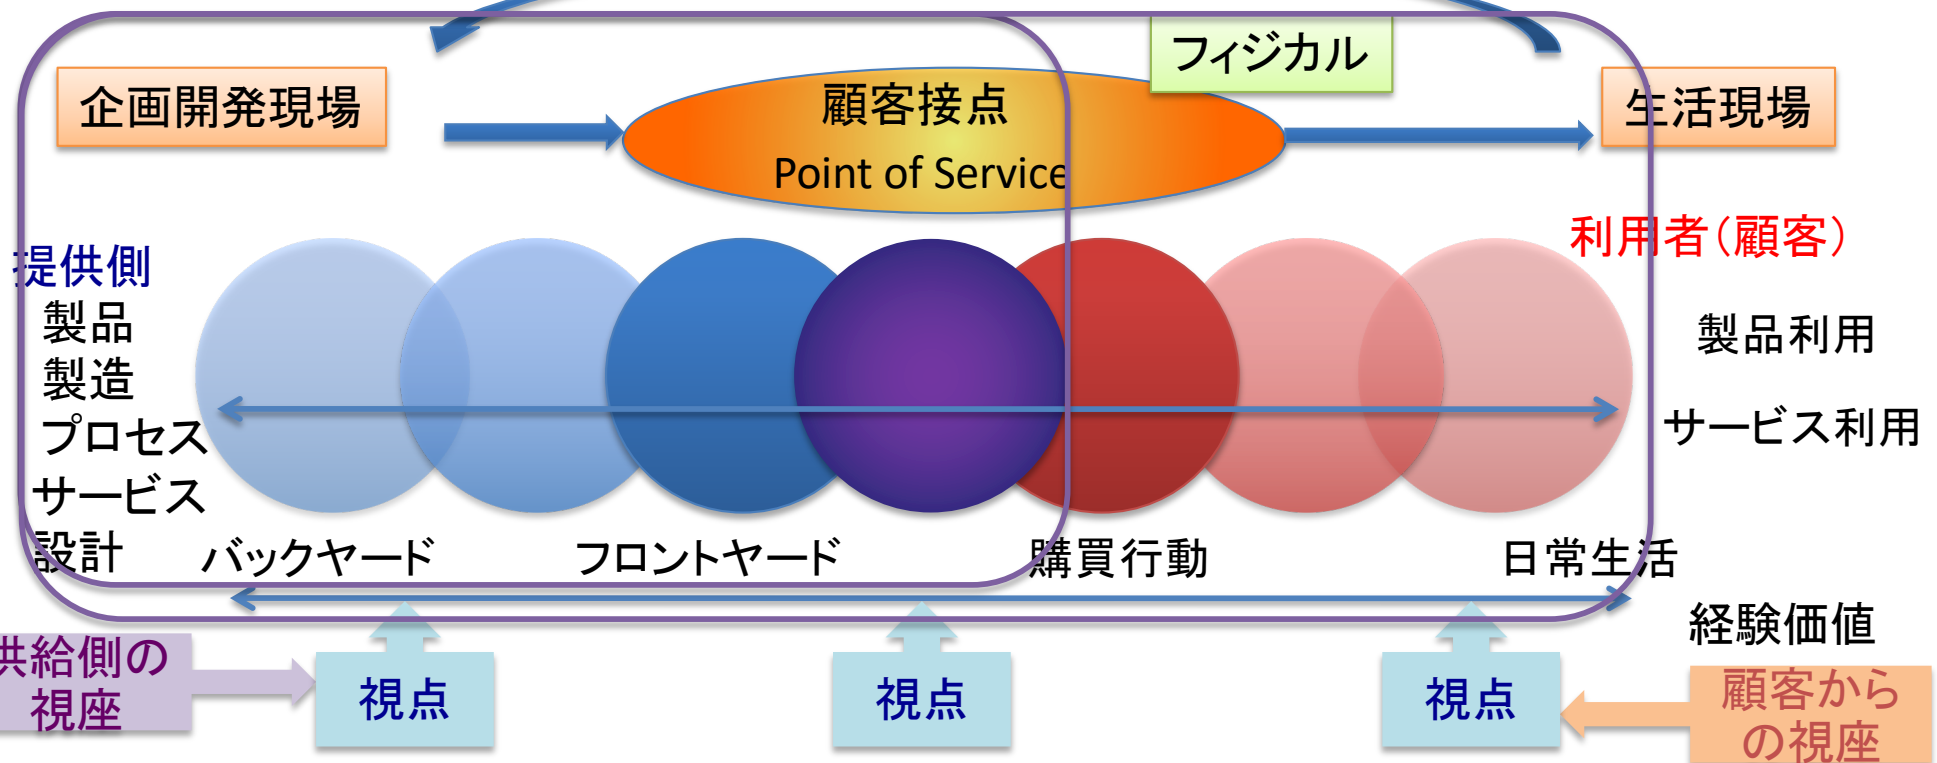 フィジカル
企画開発現場
顧客接点
Point of Service
生活現場
提供側
製品
製造
プロセス
サービス
設計
利用者（顧客）
製品利用
サービス利用
バックヤード
フロントヤード
購買行動
日常生活
経験価値
供給側の
視座
視点
視点
視点
顧客から
の視座